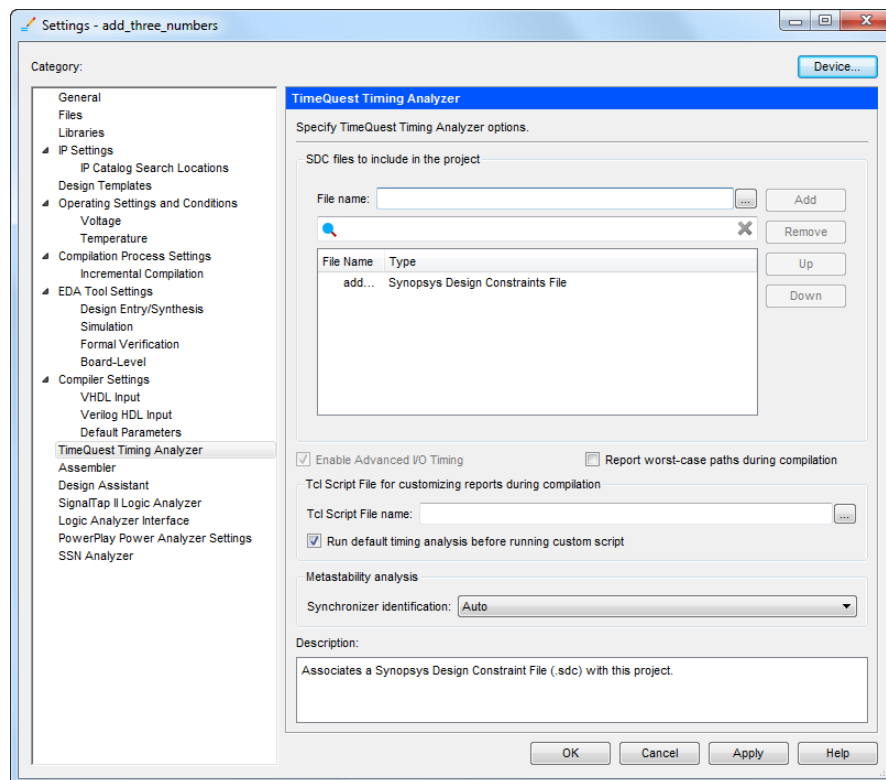 Settings - add_three_numbers
Category:
Device...
General
Files
Libraries
IP Settings
IP Catalog Search Locations
Design Templates
Operating Settings and Conditions
Voltage
Temperature
Compilation Process Settings
Incremental Compilation
EDA Tool Settings
Design Entry/Synthesis
Simulation
Formal Verification
Board-Level
Compiler Settings
VHDL Input
Verilog HDL Input
Default Parameters
TimeQuest Timing Analyzer
Assembler
Design Assistant
SignalTap II Logic Analyzer
Logic Analyzer Interface
PowerPlay Power Analyzer Settings
SSN Analyzer
TimeQuest Timing Analyzer
Specify TimeQuest Timing Analyzer options.
SDC files to include in the project
File name: ... Add
Remove
File Name Type Up
add... Synopsys Design Constraints File
Down
Enable Advanced I/O Timing Report worst-case paths during compilation
Tcl Script File for customizing reports during compilation
Tcl Script File name: ...
Run default timing analysis before running custom script
Metastability analysis
Synchronizer identification: Auto
Description:
Associates a Synopsys Design Constraint File (.sdc) with this project.
OK Cancel Apply Help